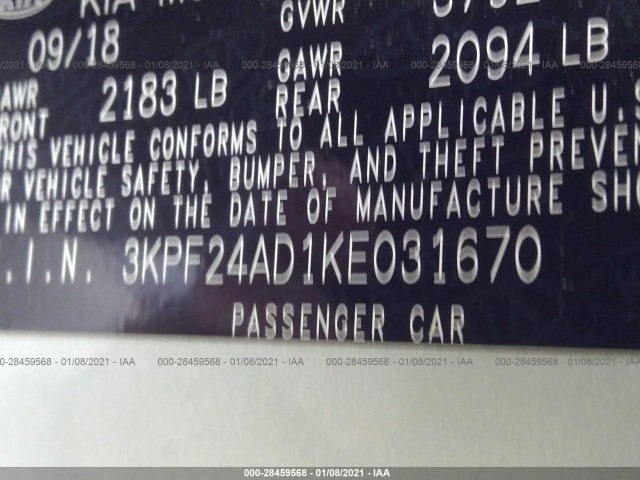 KIA
09/18 GVWR
GAWR 2094 LB
2183 LB REAR
FRONT
THIS VEHICLE CONFORMS TO ALL APPLICABLE U.S
VEHICLE SAFETY, BUMPER, AND THEFT PREVEN
IN EFFECT ON THE DATE OF MANUFACTURE SHO
.I.N. 3KPF24AD1KE031670
PASSENGER CAR
000-28459568 - 01/08/2021 - IAA